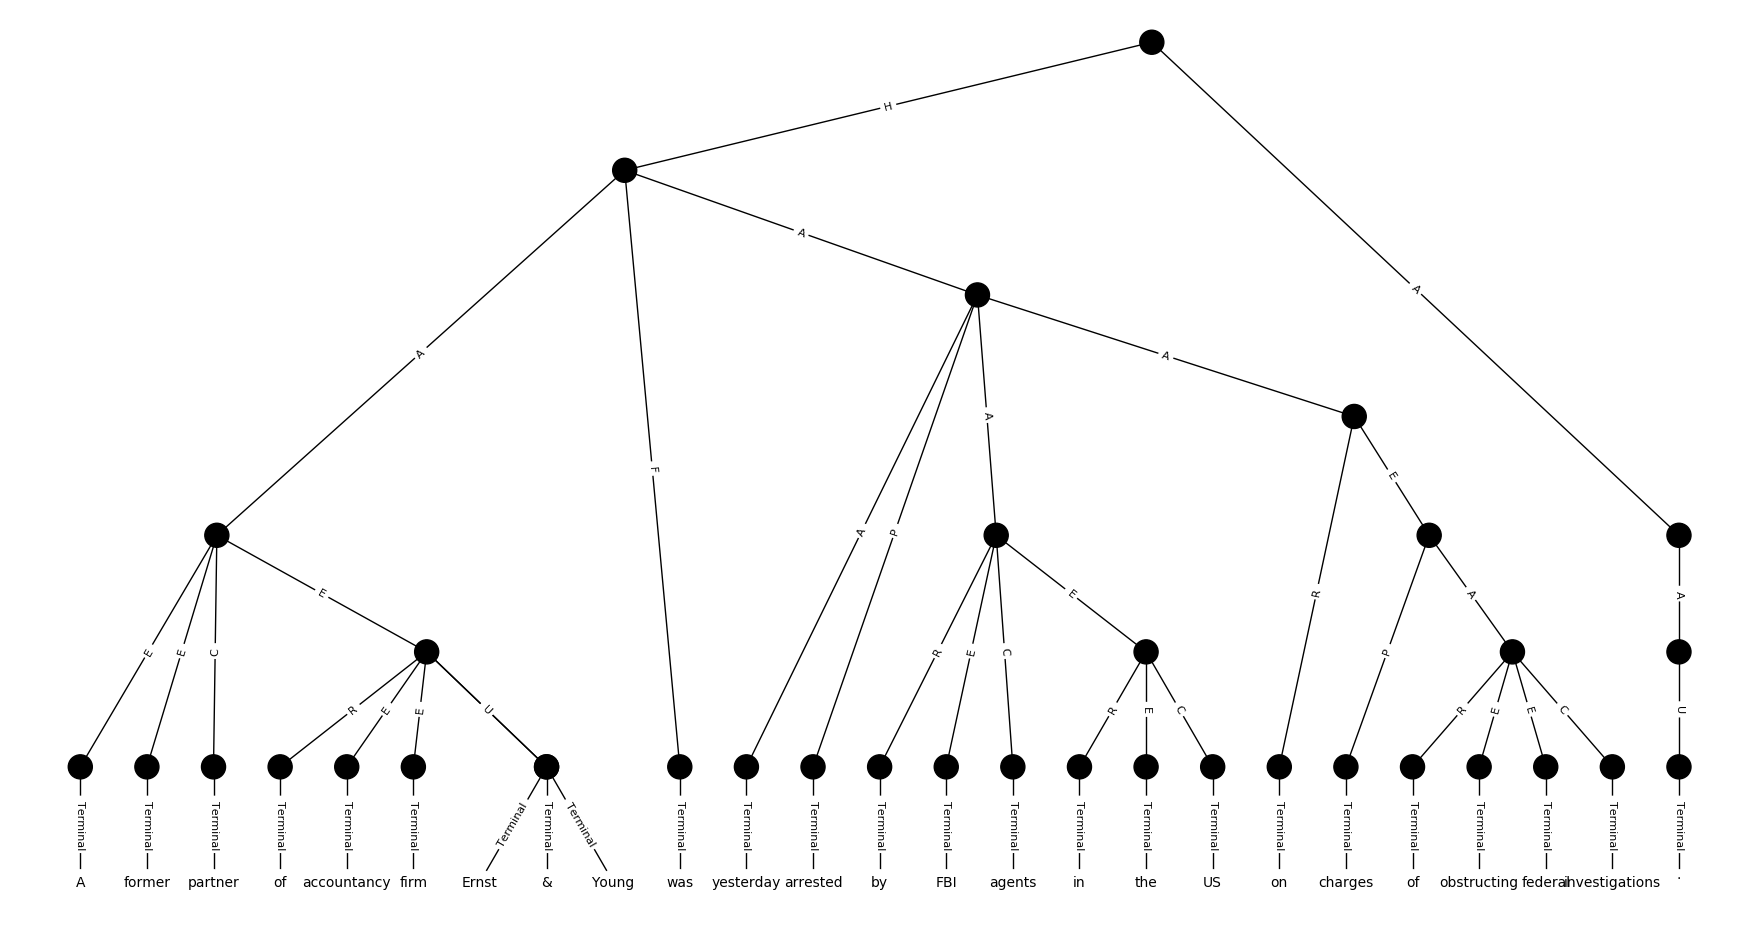 H
A
A
A
A
A
F
E
A
P
R
E
A
E
E
C
R
E
C
P
A
R
E
E
U
R
E
C
R
E
E
C
U
Terminal Terminal Terminal Terminal Terminal Terminal Terminal Terminal Terminal Terminal Terminal Terminal Terminal Terminal Terminal Terminal Terminal Terminal Terminal Terminal Terminal Terminal Terminal Terminal Terminal
A former partner of accountancy firm Ernst & Young was yesterday arrested by FBI agents in the US on charges of obstructing federal investigations .